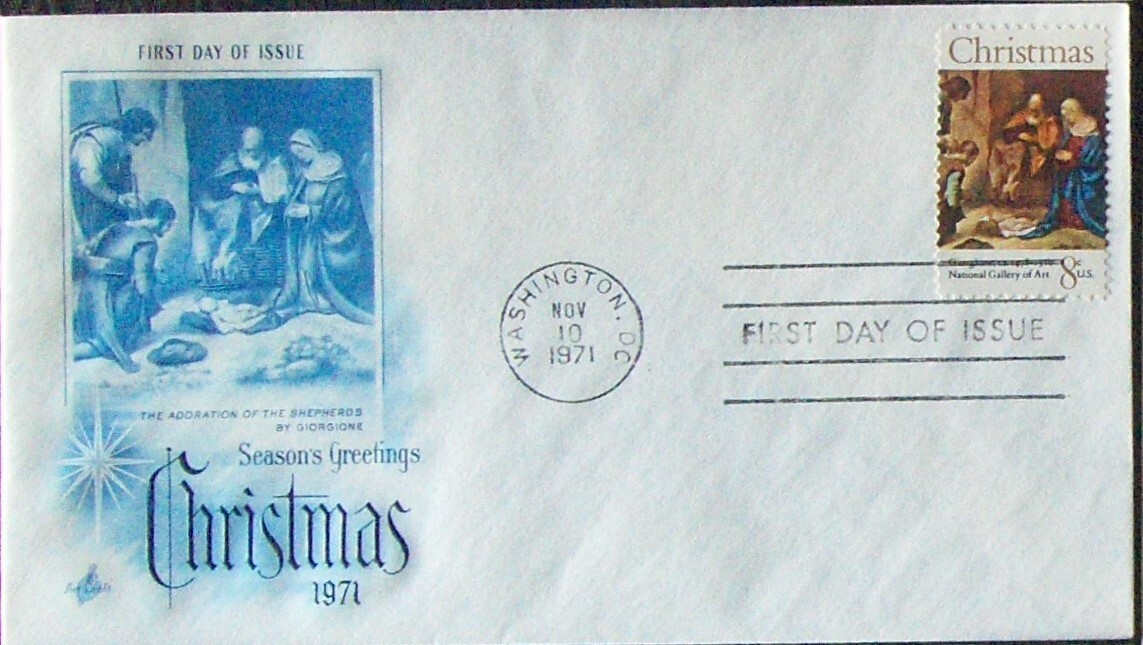 FIRST DAY OF ISSUE
THE ADORATION OF THE SHEPHERDS
BY GIORGIONE
Season's Greetings
Christmas
1971
WASHINGTON, DC
NOV
10
1971
Christmas
National Gallery of Art
8c
U.S.
FIRST DAY OF ISSUE